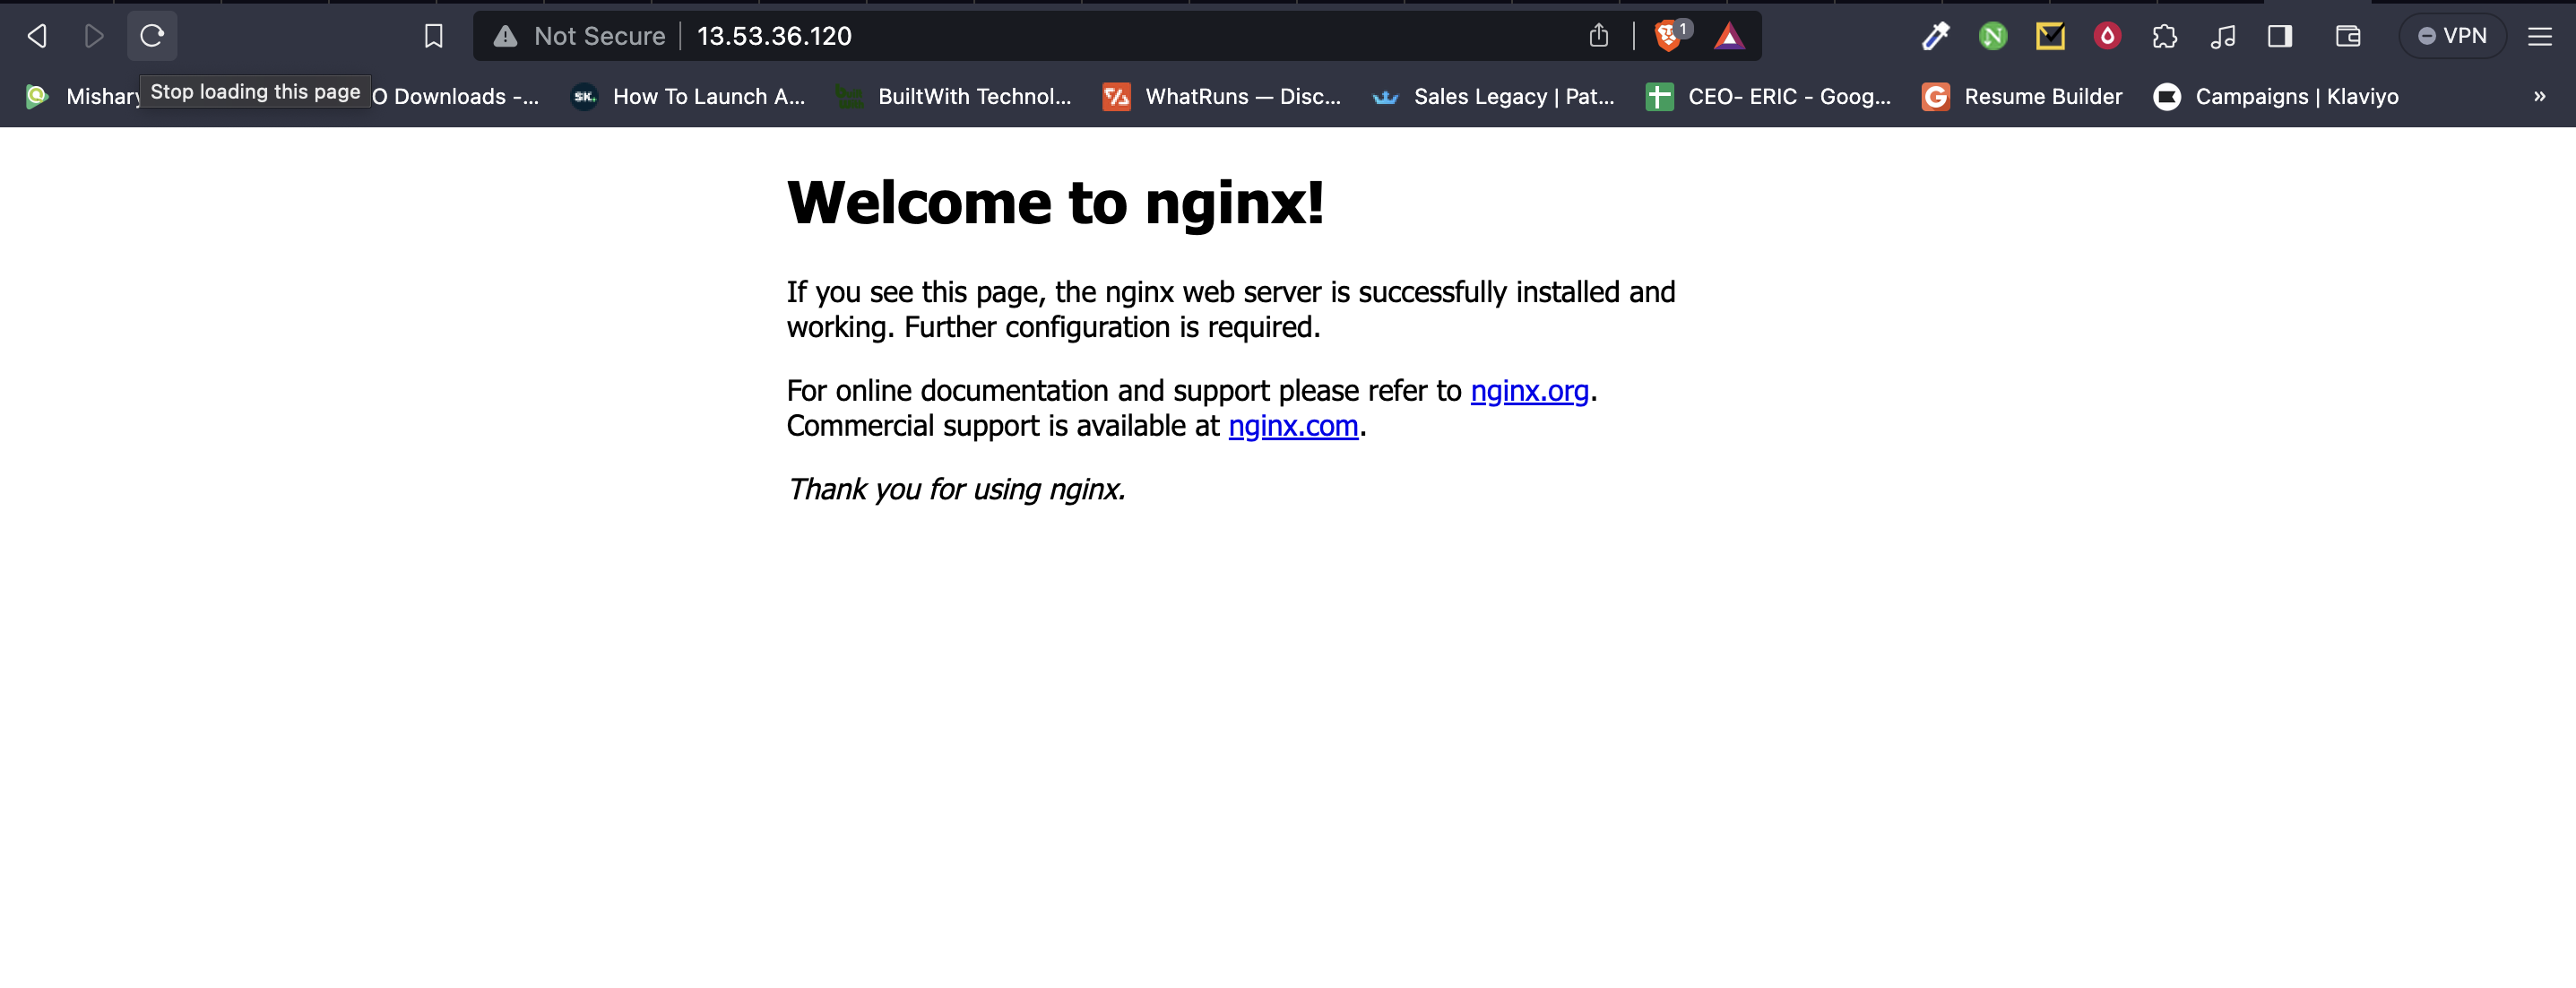 Not Secure 13.53.36.120 1 VPN
Mishary Stop loading this page O Downloads -... SK. How To Launch A... BuiltWith Technol... WhatRuns — Disc... Sales Legacy | Pat... CEO- ERIC - Goog... G Resume Builder Campaigns | Klaviyo »
Welcome to nginx!
If you see this page, the nginx web server is successfully installed and
working. Further configuration is required.
For online documentation and support please refer to nginx.org.
Commercial support is available at nginx.com.
Thank you for using nginx.